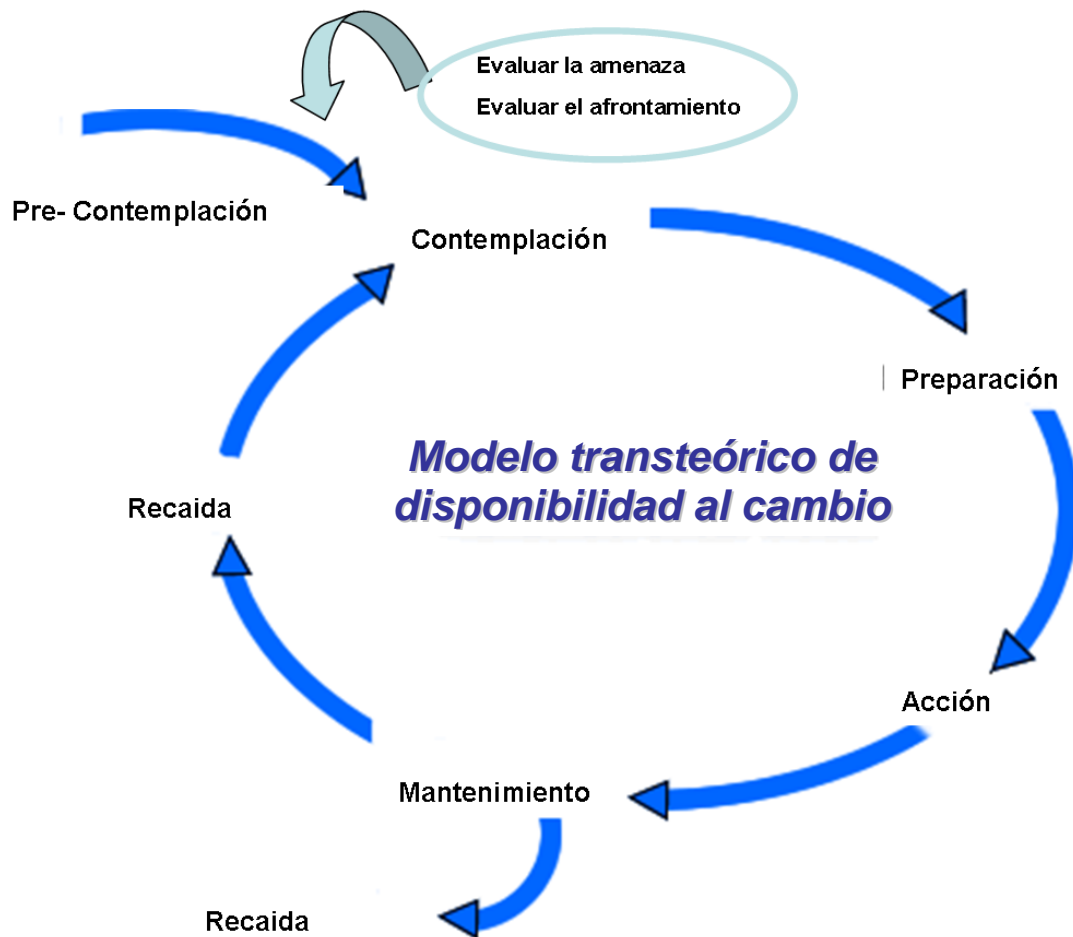 Evaluar la amenaza
Evaluar el afrontamiento
Pre- Contemplación
Contemplación
Preparación
Modelo transteórico de
disponibilidad al cambio
Recaida
Acción
Mantenimiento
Recaida